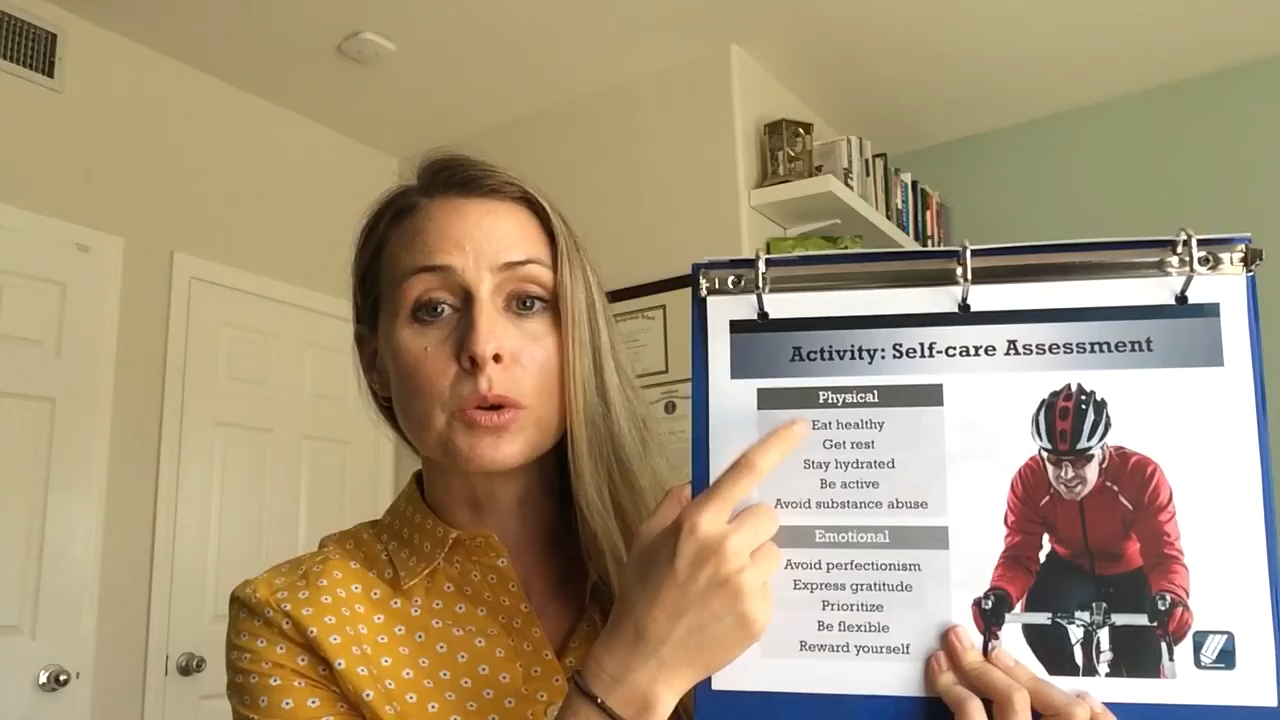 Activity: Self-care Assessment
Physical
Eat healthy
Get rest
Stay hydrated
Be active
Avoid substance abuse
Emotional
Avoid perfectionism
Express gratitude
Prioritize
Be flexible
Reward yourself